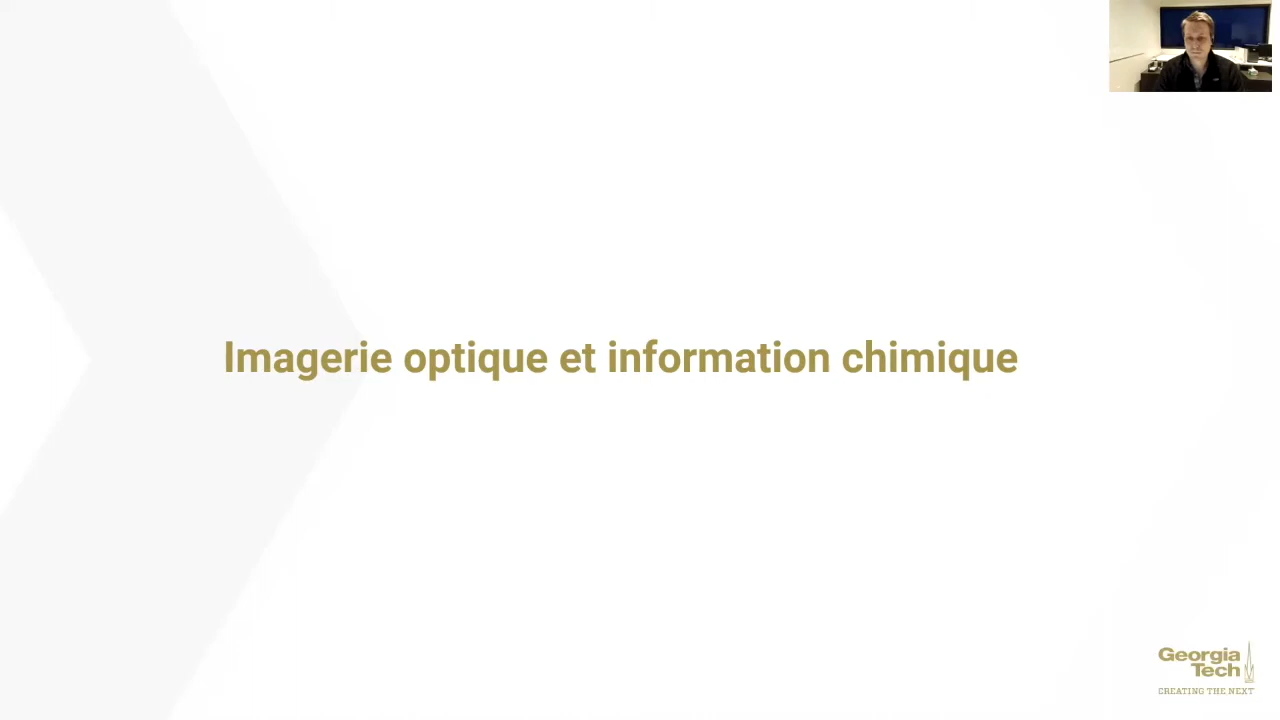 Imagerie optique et information chimique
Georgia
Tech
CREATING THE NEXT